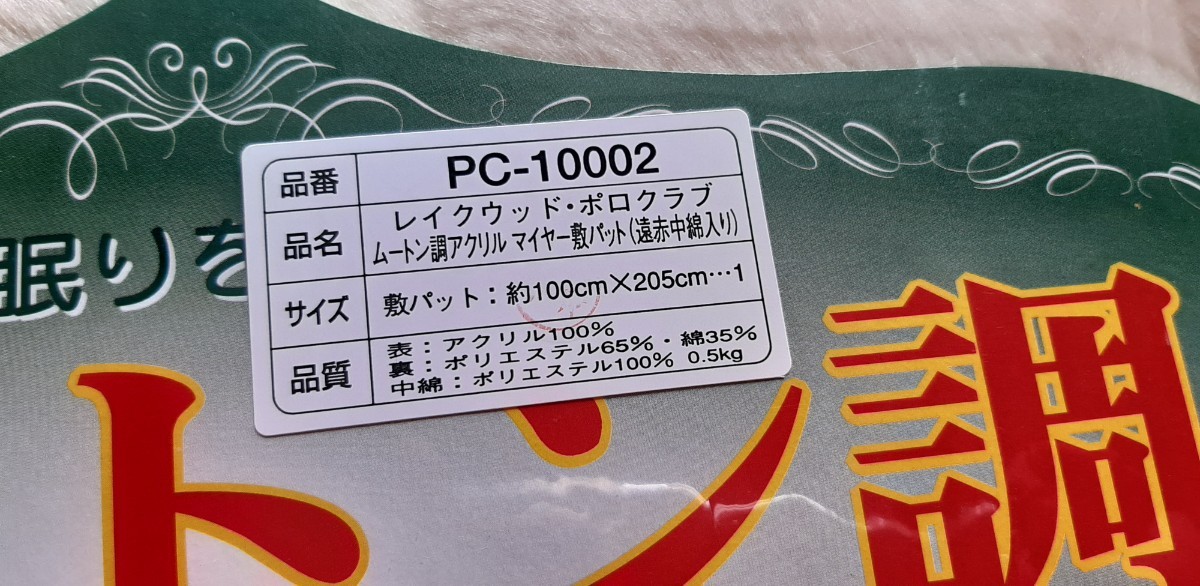 品番 PC-10002
品名 レイクウッド・ポロクラブ
ムートン調アクリル マイヤー敷パット(遠赤中綿入り)
サイズ 敷パット：約100cm×205cm…1
品質 表：アクリル100%
裏：ポリエステル65%・綿35%
中綿：ポリエステル100% 0.5kg
眠りを
トン調